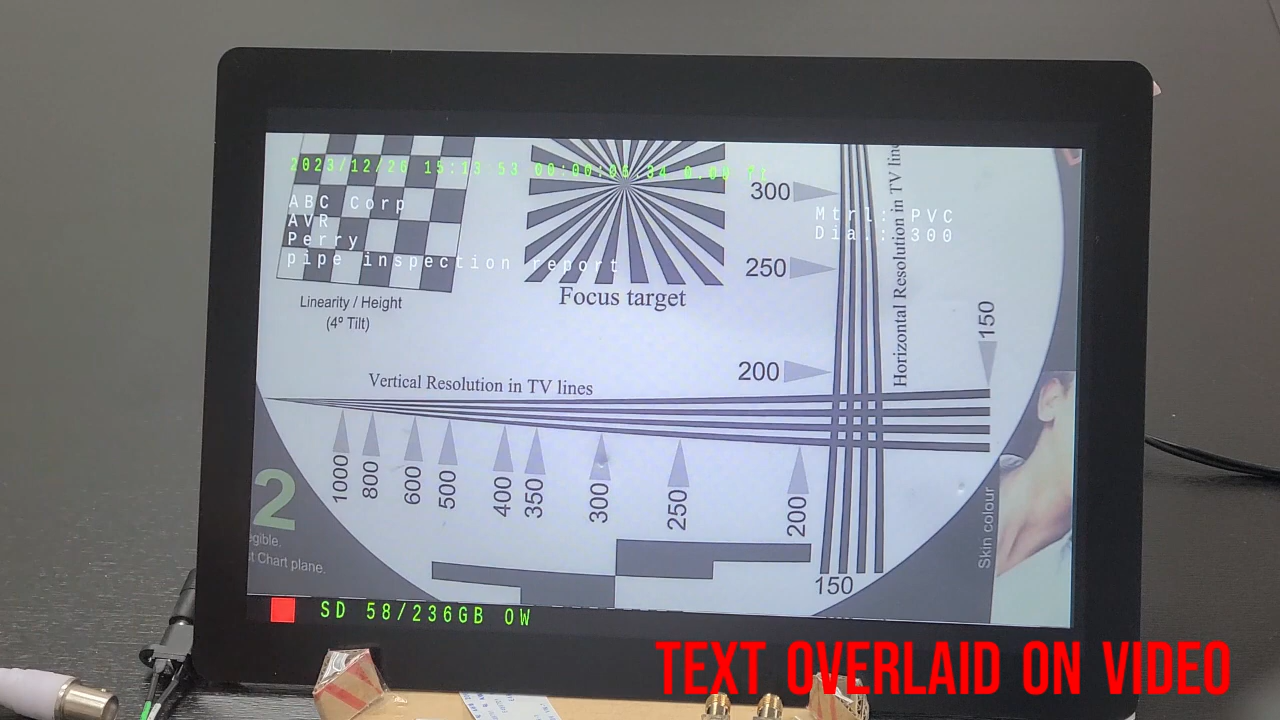 2023/12/26 15:13 53 00:00:06.34 0.00 ft
ABC Corp
AVR
Perry
pipe inspection report
Mtrl: PVC
Dia.: 300
Linearity / Height
(4º Tilt)
Focus target
300
250
200
Horizontal Resolution in TV line
150
Vertical Resolution in TV lines
1000
800
600
500
400
350
300
250
200
150
2
egible.
t Chart plane.
Skin colour
SD 58/236GB OW
TEXT OVERLAID ON VIDEO